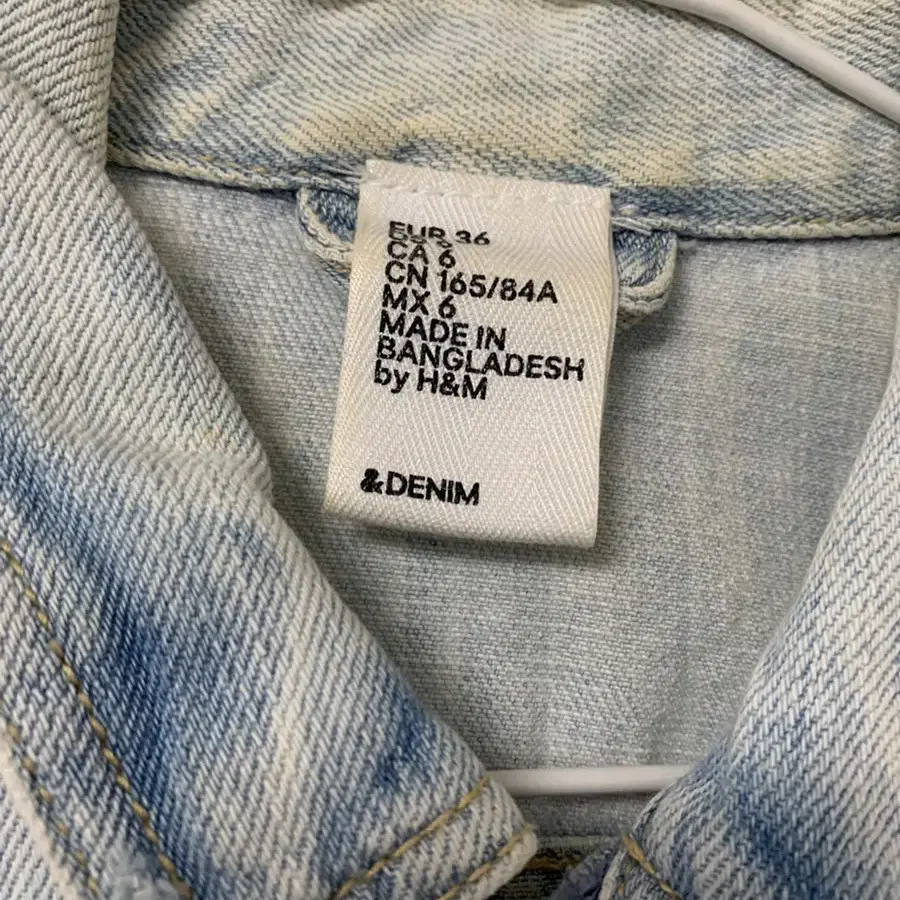 EUR 36
CA 6
CN 165/84A
MX 6
MADE IN
BANGLADESH
by H&M
&DENIM